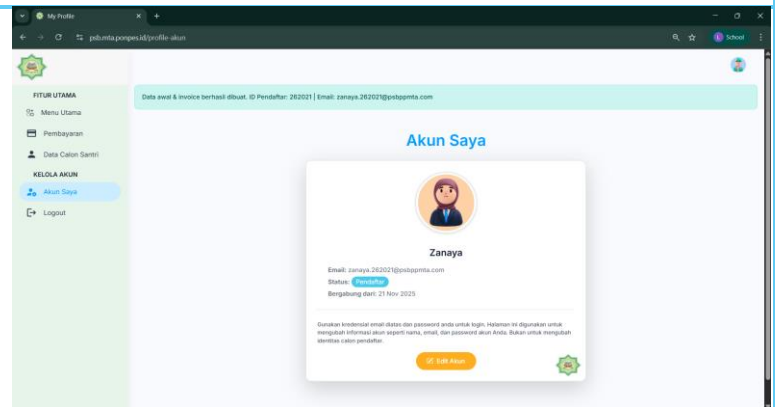 My Profile
psb.mta.ponpes.id/profile-akun
School
FITUR UTAMA
Menu Utama
Pembayaran
Data Calon Santri
KELOLA AKUN
Akun Saya
Logout
Data awal & invoice berhasil dibuat. ID Pendaftar: 262021 | Email: zanaya.262021@psbppmta.com
Akun Saya
Zanaya
Email: zanaya.262021@psbppmta.com
Status: Pendaftar
Bergabung dari: 21 Nov 2025
Gunakan kredensial email diatas dan password anda untuk login. Halaman ini digunakan untuk
mengubah informasi akun seperti nama, email, dan password akun Anda. Bukan untuk mengubah
identitas calon pendaftar.
Edit Akun